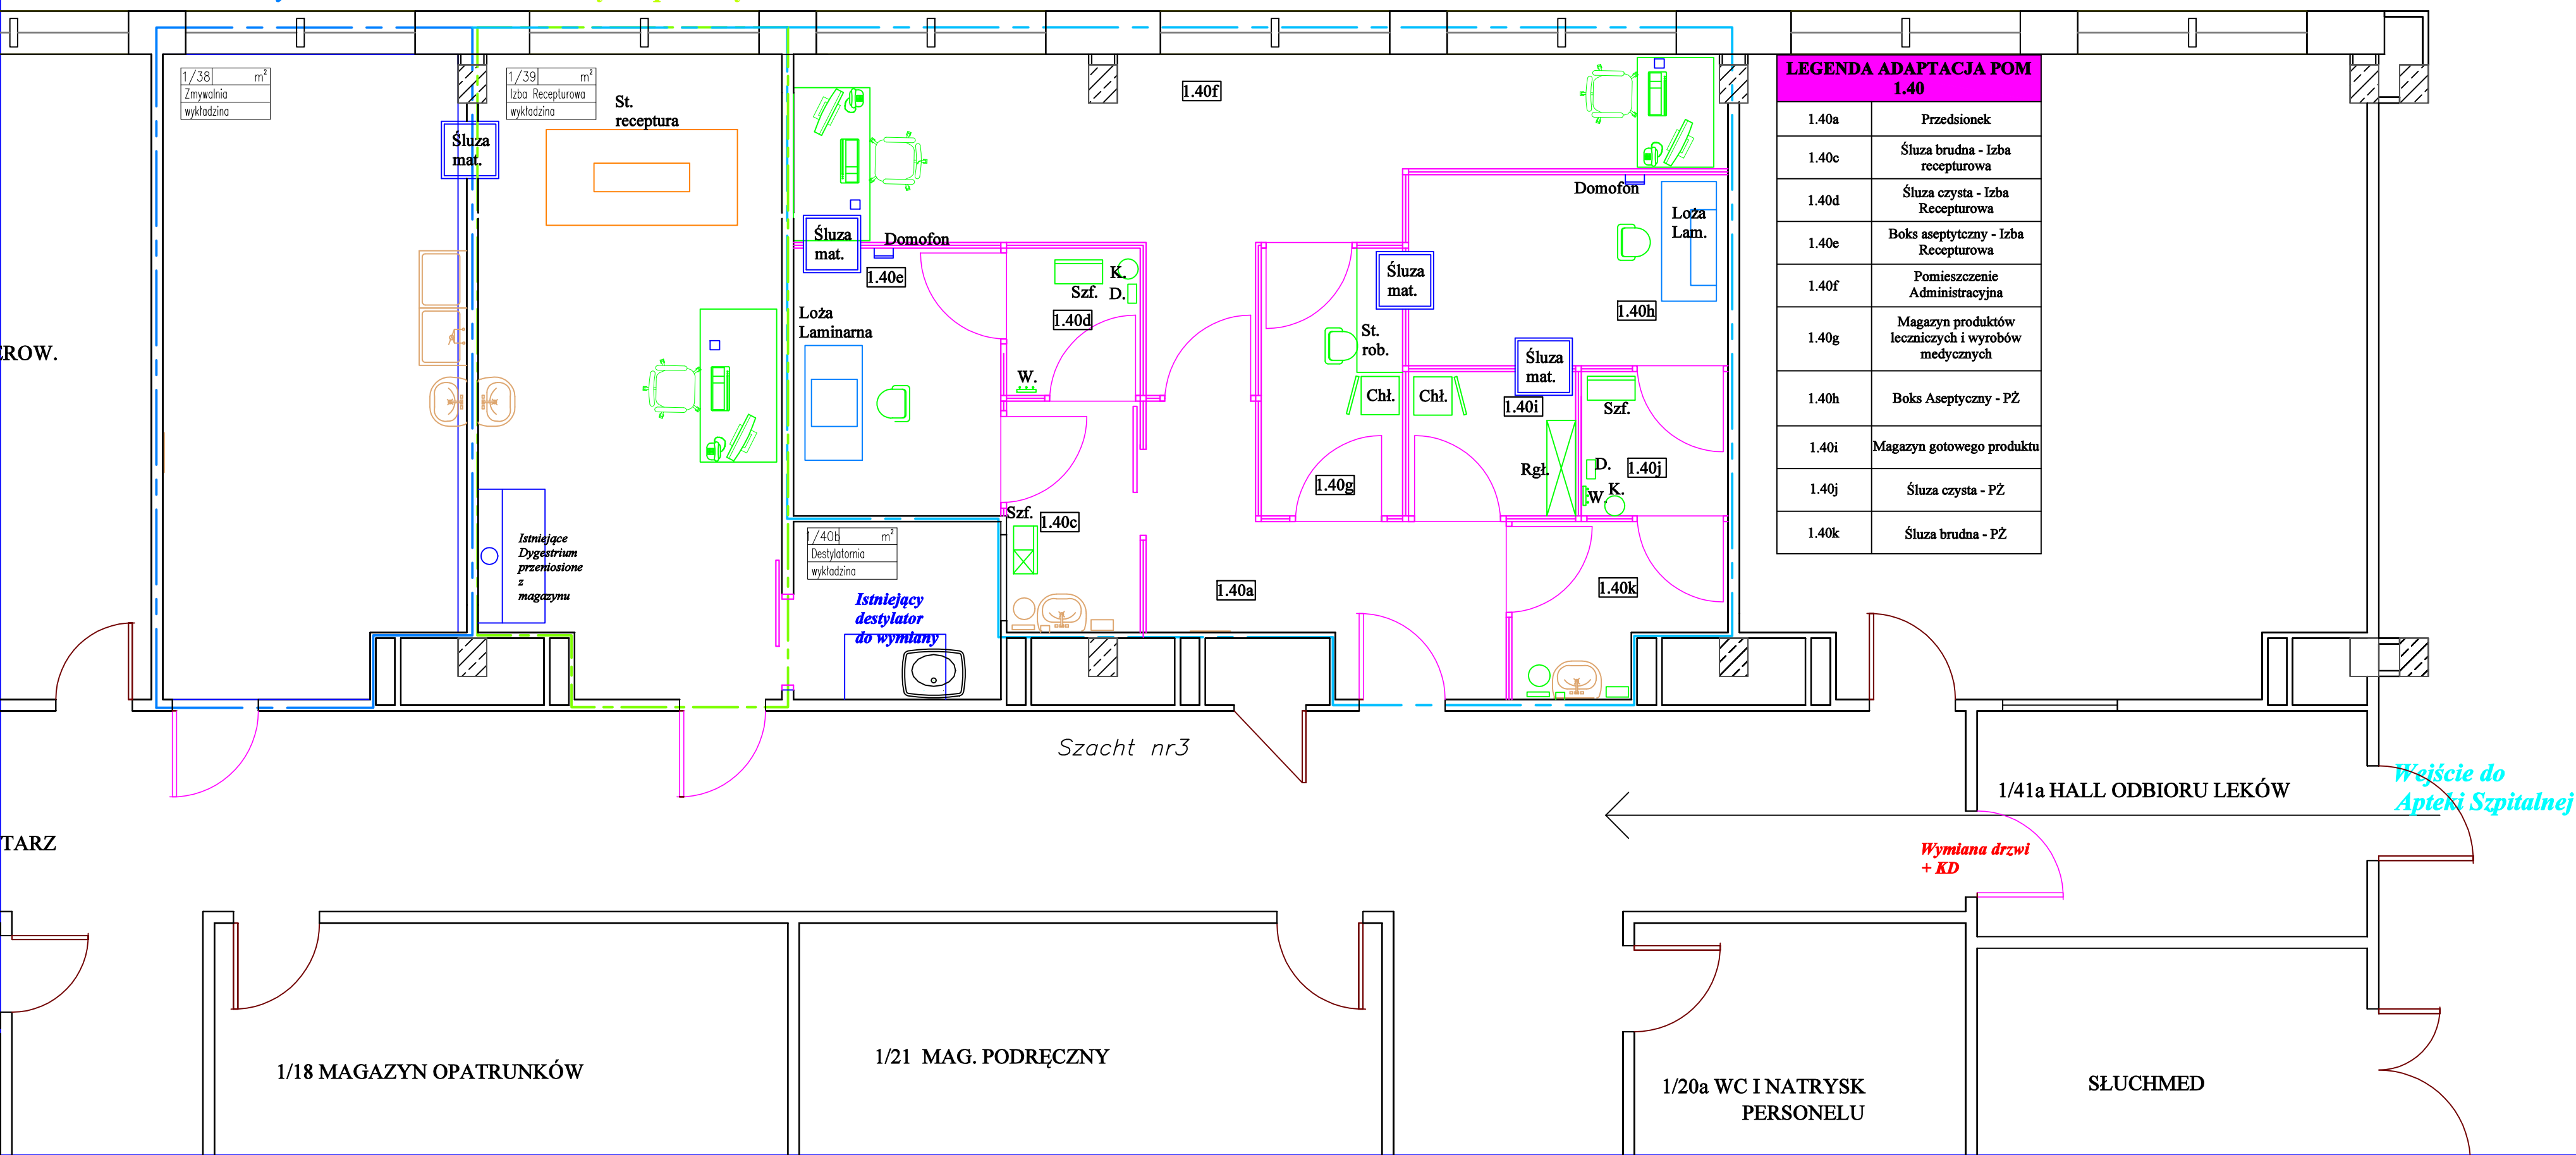 1/38 m²
Zmywalnia
wykładzina
1/39 m²
Izba Recepturowa
wykładzina
St.
receptura
Śluza
mat.
1.40f
LEGENDA ADAPTACJA POM
1.40
1.40a Przedsionek
1.40c Śluza brudna - Izba
recepturowa
1.40d Śluza czysta - Izba
Recepturowa
1.40e Boks aseptytczny - Izba
Recepturowa
1.40f Pomieszczenie
Administracyjna
1.40g Magazyn produktów
leczniczych i wyrobów
medycznych
1.40h Boks Aseptyczny - PŻ
1.40i Magazyn gotowego produktu
1.40j Śluza czysta - PŻ
1.40k Śluza brudna - PŻ
Domofon
Loża
Lam.
Śluza
mat.
Domofon
1.40e
K.
Szf. D.
1.40d
W.
Loża
Laminarna
Śluza
mat.
1.40h
St.
rob.
Śluza
mat.
Chł.
Chł.
1.40i
Szf.
Rgł.
D.
1.40j
W. K.
1.40g
Szf.
1.40c
1/40b m²
Destylatornia
wykładzina
Istniejące
Dygestrium
przeniosione
z
magazynu
Istniejący
destylator
do wymiany
1.40a
1.40k
EROW.
Szacht nr3
1/41a HALL ODBIORU LEKÓW
Wejście do
Apteki Szpitalnej
Wymiana drzwi
+ KD
TARZ
1/18 MAGAZYN OPATRUNKÓW
1/21 MAG. PODRĘCZNY
1/20a WC I NATRYSK
PERSONELU
SŁUCHMED